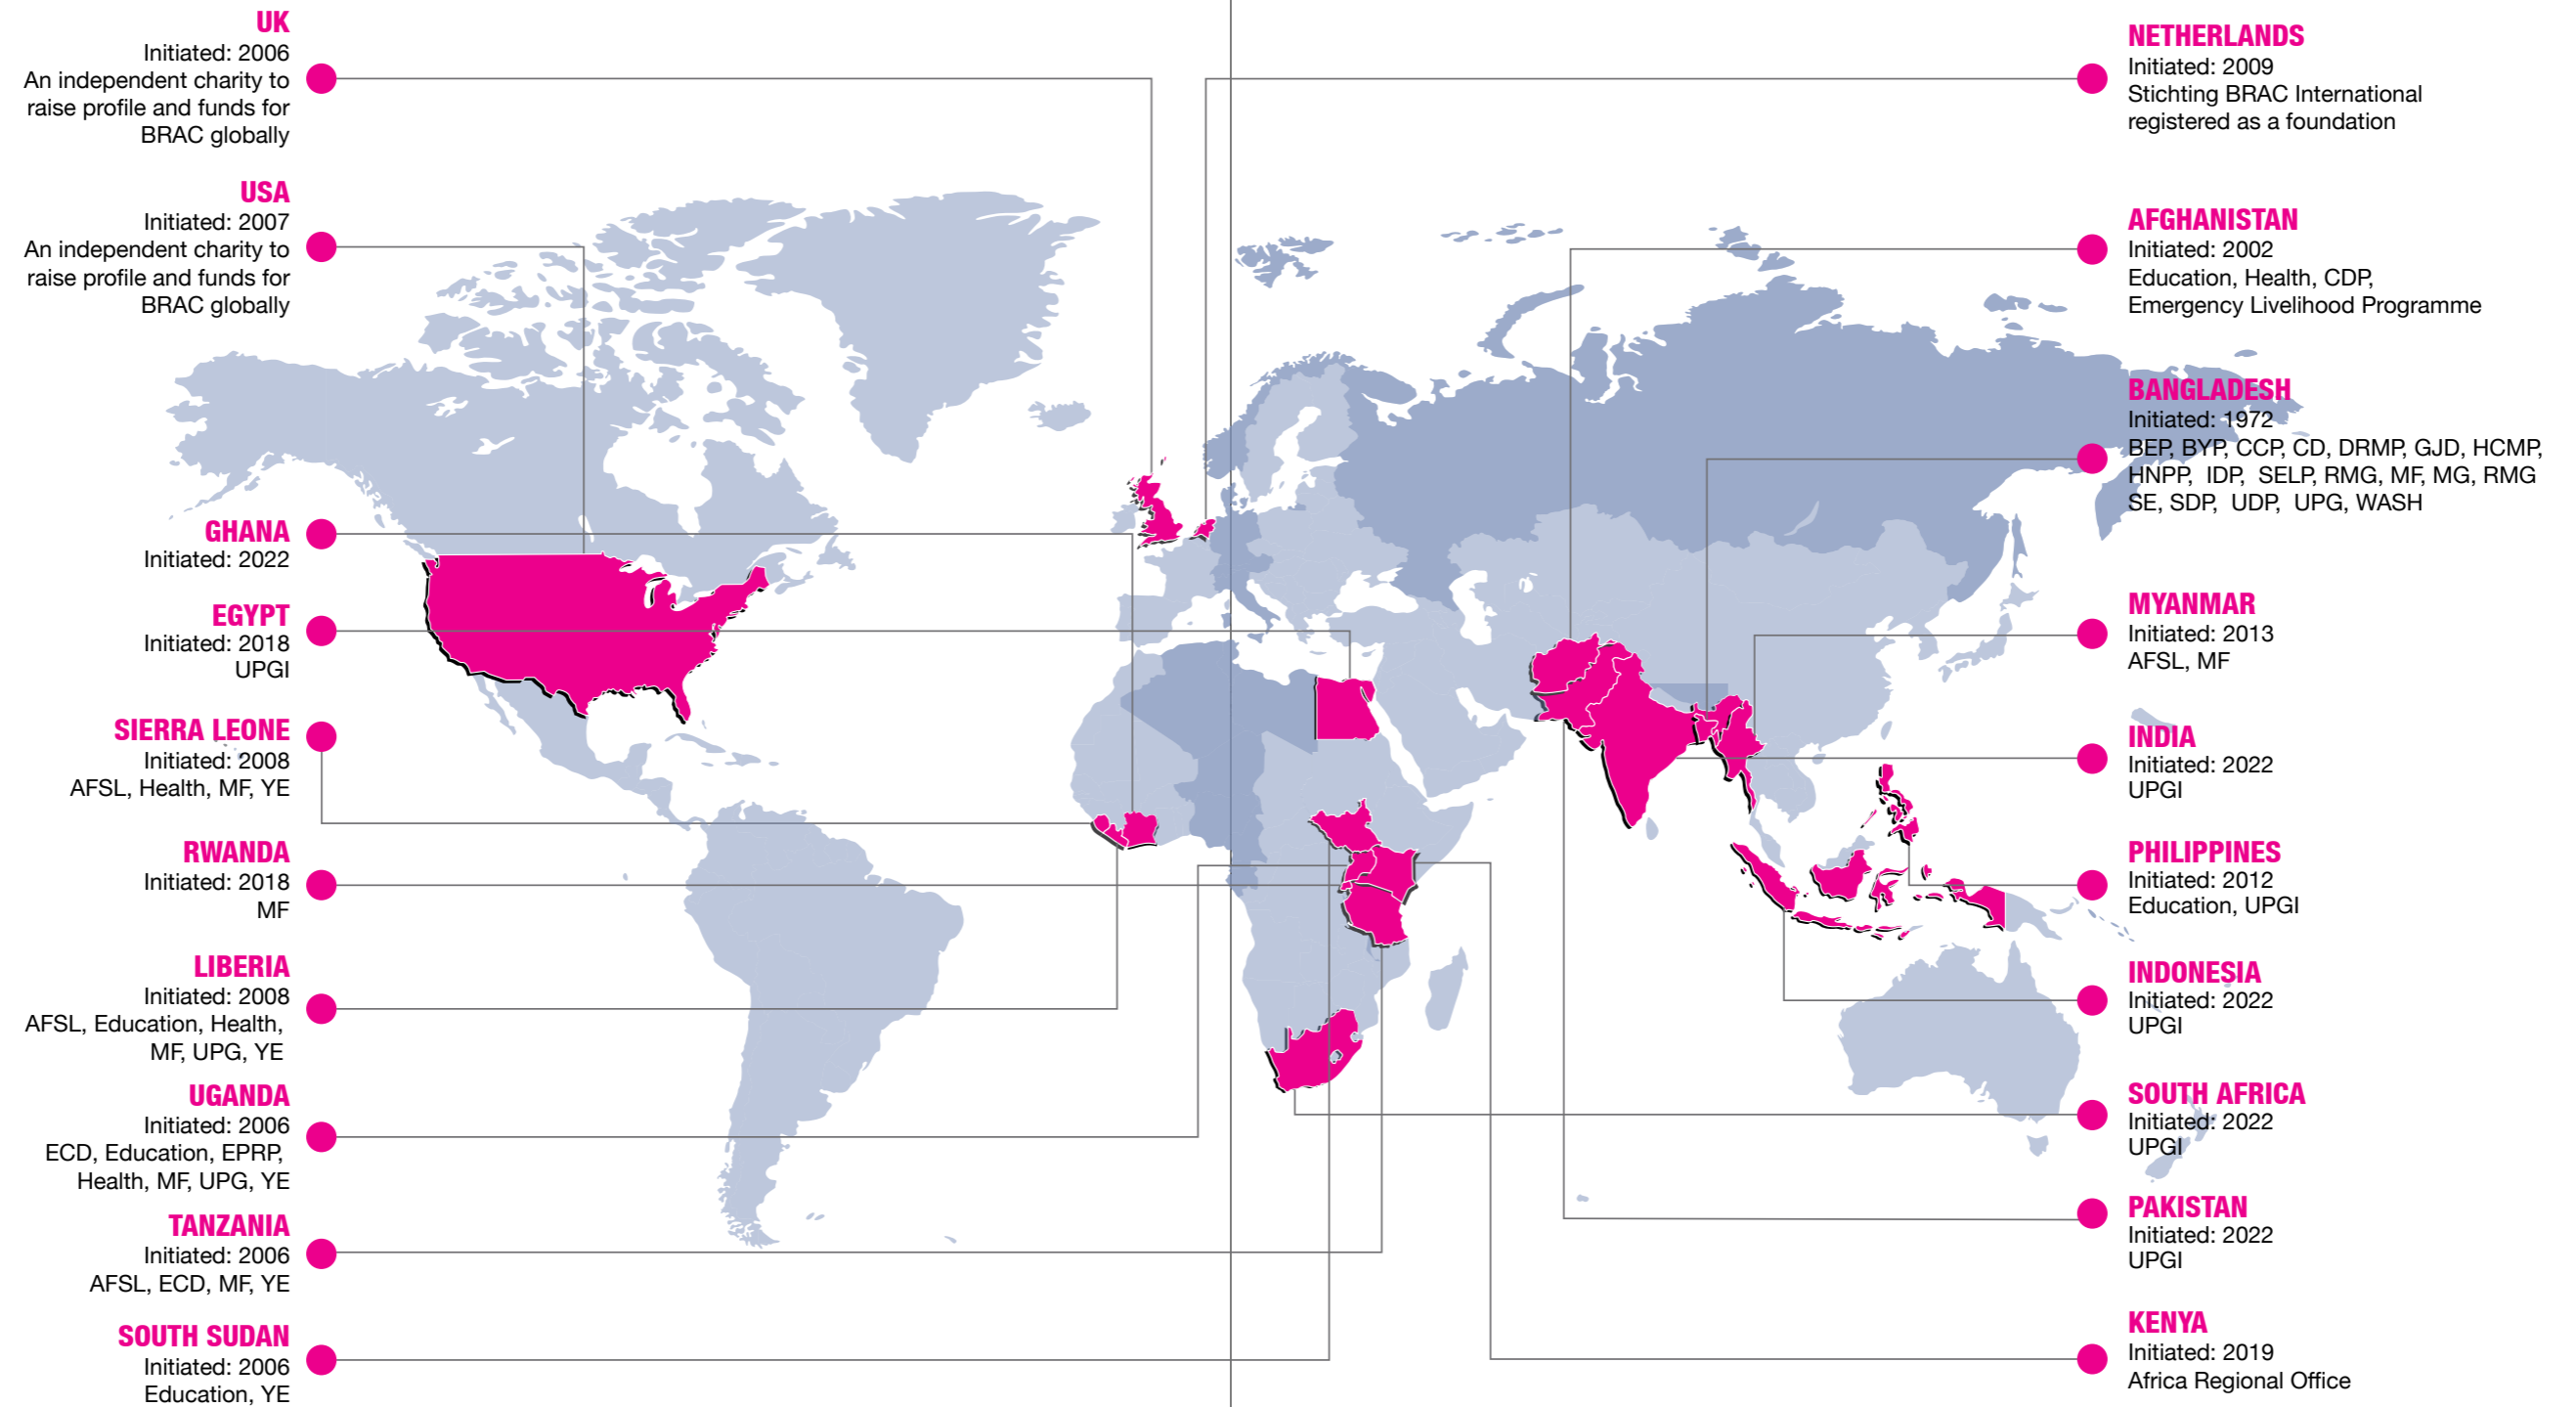 UK
Initiated: 2006
An independent charity to
raise profile and funds for
BRAC globally
USA
Initiated: 2007
An independent charity to
raise profile and funds for
BRAC globally
GHANA
Initiated: 2022
EGYPT
Initiated: 2018
UPGI
SIERRA LEONE
Initiated: 2008
AFSL, Health, MF, YE
RWANDA
Initiated: 2018
MF
LIBERIA
Initiated: 2008
AFSL, Education, Health,
MF, UPG, YE
UGANDA
Initiated: 2006
ECD, Education, EPRP,
Health, MF, UPG, YE
TANZANIA
Initiated: 2006
AFSL, ECD, MF, YE
SOUTH SUDAN
Initiated: 2006
Education, YE
NETHERLANDS
Initiated: 2009
Stichting BRAC International
registered as a foundation
AFGHANISTAN
Initiated: 2002
Education, Health, CDP,
Emergency Livelihood Programme
BANGLADESH
Initiated: 1972
BEP, BYP, CCP, CD, DRMP, GJD, HCMP,
HNPP, IDP, SELP, RMG, MF, MG, RMG
SE, SDP, UDP, UPG, WASH
MYANMAR
Initiated: 2013
AFSL, MF
INDIA
Initiated: 2022
UPGI
PHILIPPINES
Initiated: 2012
Education, UPGI
INDONESIA
Initiated: 2022
UPGI
SOUTH AFRICA
Initiated: 2022
UPGI
PAKISTAN
Initiated: 2022
UPGI
KENYA
Initiated: 2019
Africa Regional Office